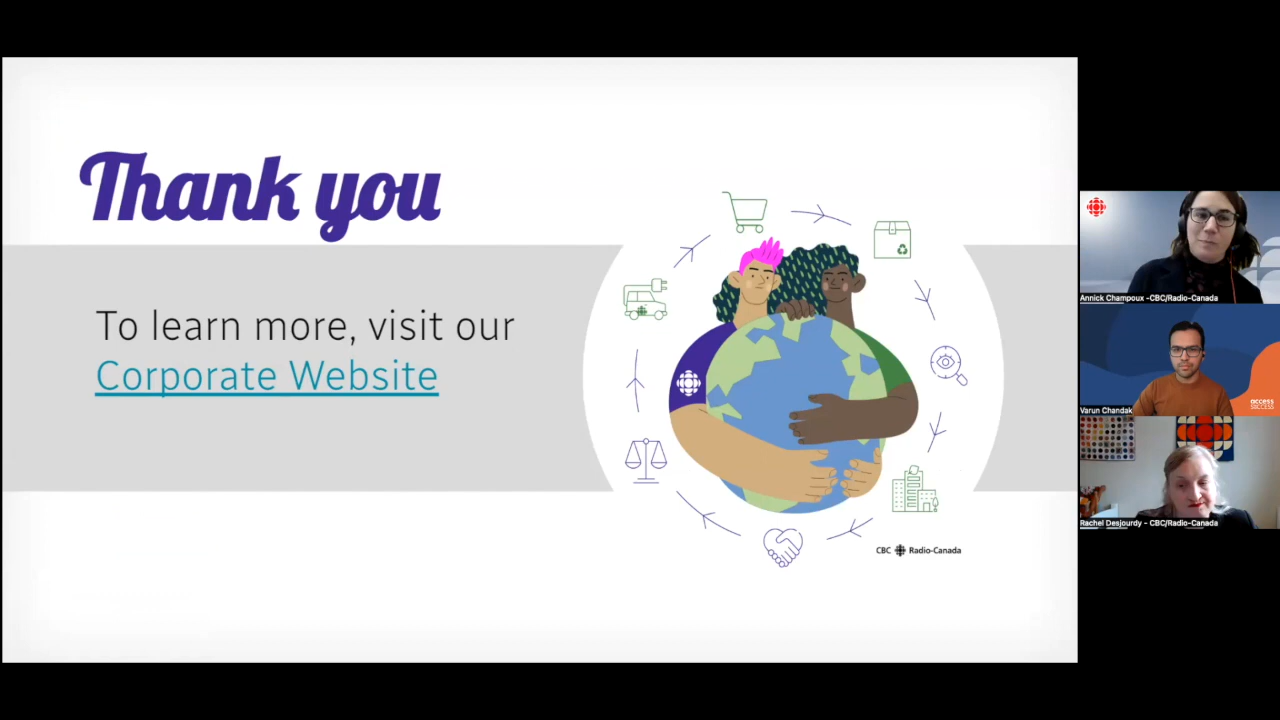 Thank you
To learn more, visit our
Corporate Website
CBC Radio-Canada
Annick Champoux -CBC/Radio-Canada
Varun Chandak
access
SUCCESS
Rachel Desjourdy - CBC/Radio-Canada